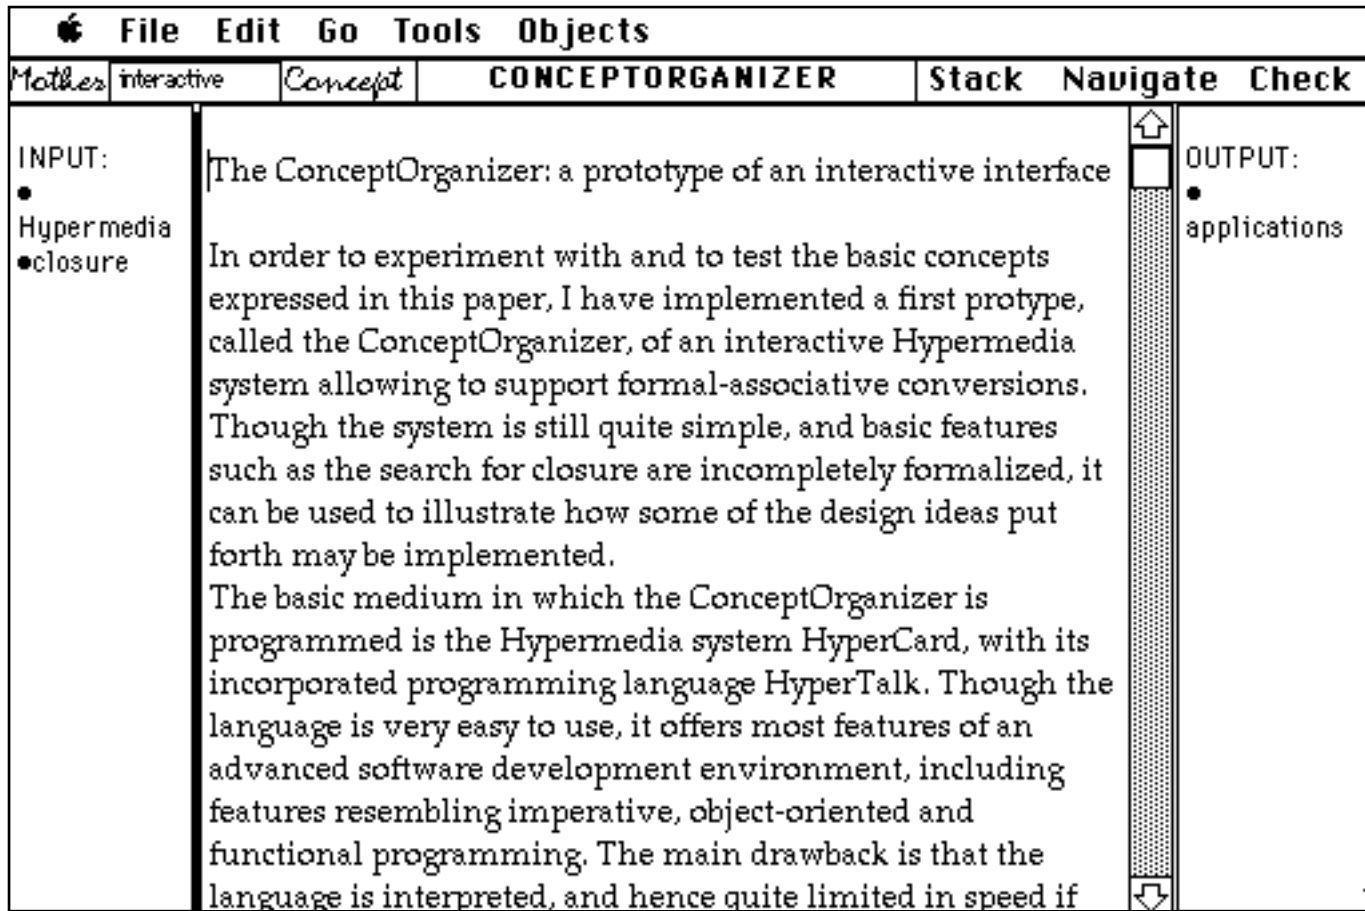 File Edit Go Tools Objects
Mother interactive Concept CONCEPTORGANIZER Stack Navigate Check
INPUT:
•
Hypermedia
•closure
The ConceptOrganizer: a prototype of an interactive interface
In order to experiment with and to test the basic concepts
expressed in this paper, I have implemented a first protype,
called the ConceptOrganizer, of an interactive Hypermedia
system allowing to support formal-associative conversions.
Though the system is still quite simple, and basic features
such as the search for closure are incompletely formalized, it
can be used to illustrate how some of the design ideas put
forth may be implemented.
The basic medium in which the ConceptOrganizer is
programmed is the Hypermedia system HyperCard, with its
incorporated programming language HyperTalk. Though the
language is very easy to use, it offers most features of an
advanced software development environment, including
features resembling imperative, object-oriented and
functional programming. The main drawback is that the
language is interpreted, and hence quite limited in speed if
OUTPUT:
•
applications